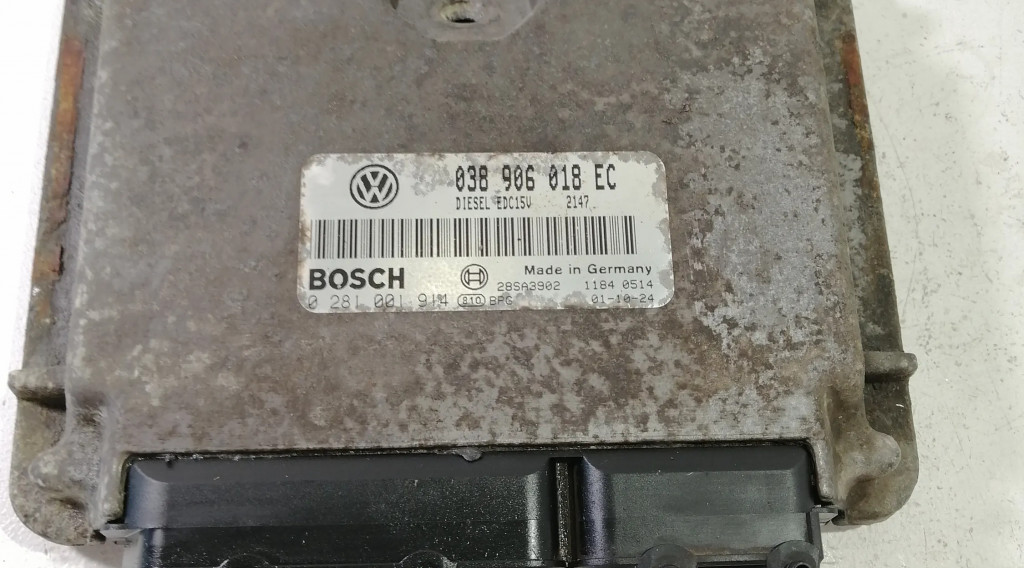 038 906 018 EC
DIESEL EDC15V 2147
BOSCH Made in Germany
28SA3902 1184 0514
0 281 001 914 810 BPG 01-10-24